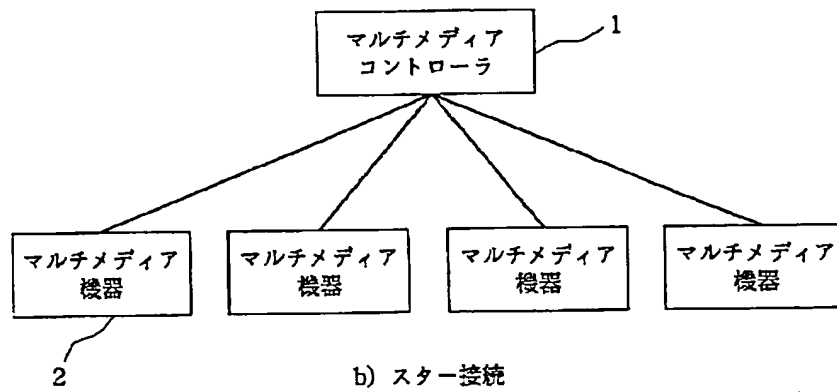 マルチメディア
コントローラ
1
マルチメディア
機器
マルチメディア
機器
マルチメディア
機器
マルチメディア
機器
2
b) スター接続